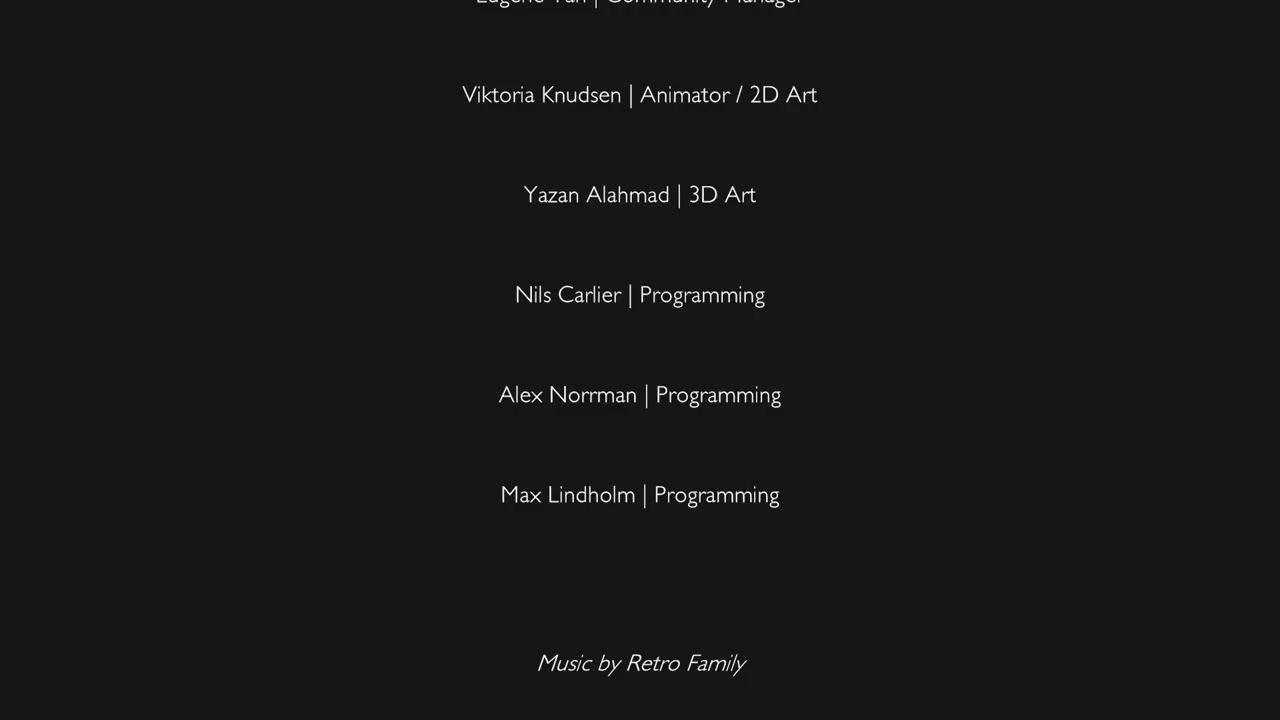 Viktoria Knudsen | Animator / 2D Art
Yazan Alahmad | 3D Art
Nils Carlier | Programming
Alex Norrman | Programming
Max Lindholm | Programming
Music by Retro Family